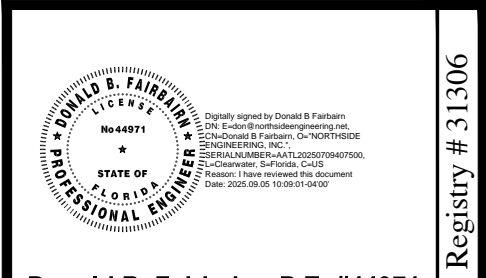 DONALD B. FAIRBAIRN
LICENSE
No 44971
STATE OF
FLORIDA
PROFESSIONAL ENGINEER
Digitally signed by Donald B Fairbairn
DN: E=don@northsideengineering.net,
CN=Donald B Fairbairn, O="NORTHSIDE
ENGINEERING, INC.",
SERIALNUMBER=AATL20250709407500,
L=Clearwater, S=Florida, C=US
Reason: I have reviewed this document
Date: 2025.09.05 10:09:01-04'00'
Registry # 31306